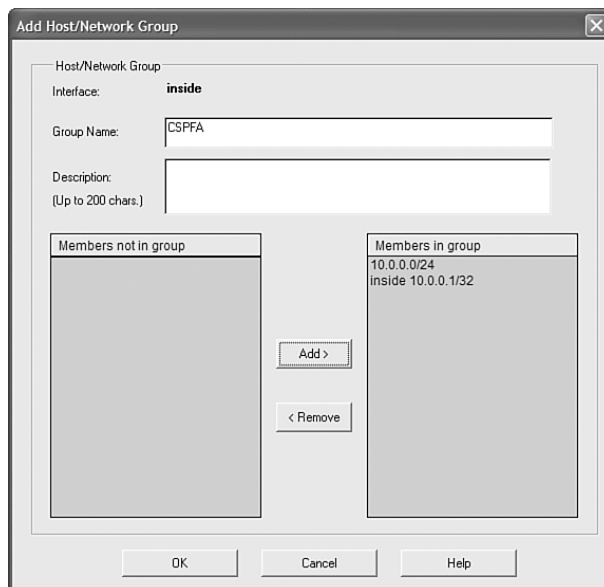 Add Host/Network Group
Host/Network Group
Interface:
inside
Group Name:
CSPFA
Description:
(Up to 200 chars.)
Members not in group
Members in group
10.0.0.0/24
inside 10.0.0.1/32
Add >
< Remove
OK
Cancel
Help